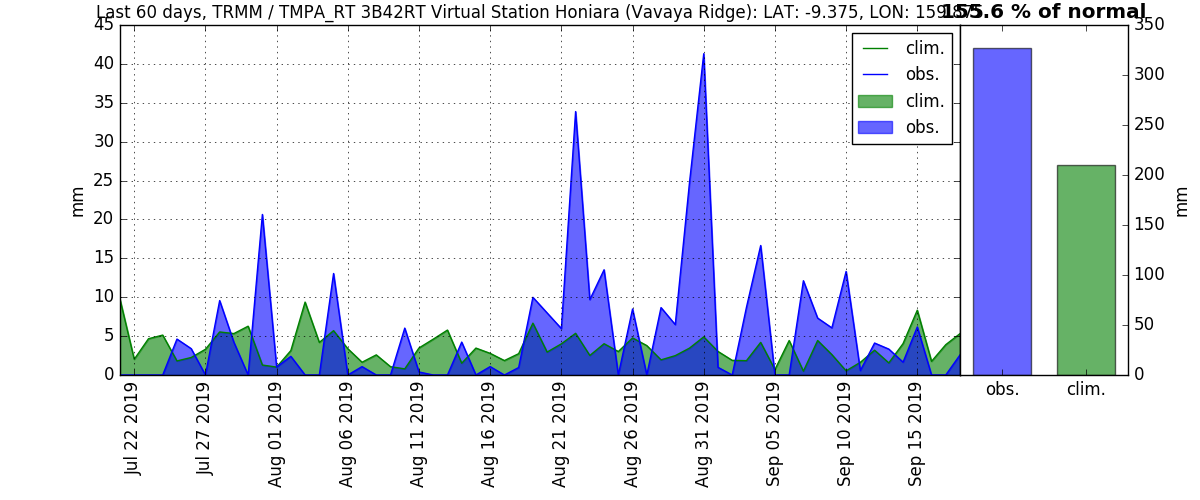 Last 60 days, TRMM / TMPA_RT 3B42RT Virtual Station Honiara (Vavaya Ridge): LAT: -9.375, LON: 159.875
155.6 % of normal
45
40
35
30
25
20
15
10
5
0
mm
clim.
obs.
clim.
obs.
350
300
250
200
150
100
50
0
mm
obs.
clim.
Jul 22 2019
Jul 27 2019
Aug 01 2019
Aug 06 2019
Aug 11 2019
Aug 16 2019
Aug 21 2019
Aug 26 2019
Aug 31 2019
Sep 05 2019
Sep 10 2019
Sep 15 2019